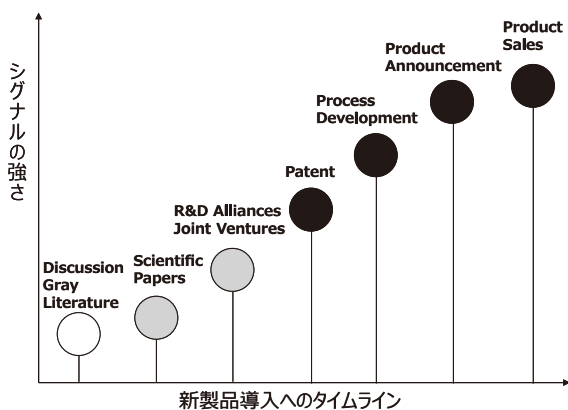 シグナルの強さ
Discussion
Gray
Literature
Scientific
Papers
R&D Alliances
Joint Ventures
Patent
Process
Development
Product
Announcement
Product
Sales
新製品導入へのタイムライン